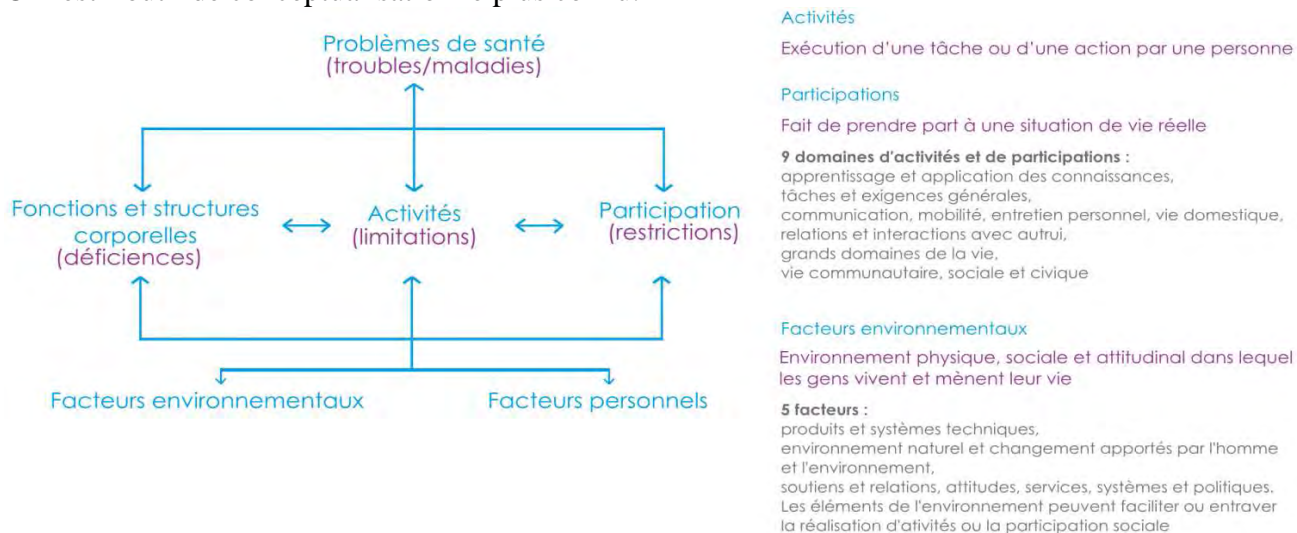 Problèmes de santé
(troubles/maladies)
Fonctions et structures
corporelles
(déficiences)
Activités
(limitations)
Participation
(restrictions)
Facteurs environnementaux
Facteurs personnels
Activités
Exécution d'une tâche ou d'une action par une personne
Participations
Fait de prendre part à une situation de vie réelle
9 domaines d'activités et de participations :
apprentissage et application des connaissances,
tâches et exigences générales,
communication, mobilité, entretien personnel, vie domestique,
relations et interactions avec autrui,
grands domaines de la vie,
vie communautaire, sociale et civique
Facteurs environnementaux
Environnement physique, sociale et attitudinal dans lequel
les gens vivent et mènent leur vie
5 facteurs :
produits et systèmes techniques,
environnement naturel et changement apportés par l'homme
et l'environnement,
soutiens et relations, attitudes, services, systèmes et politiques.
Les éléments de l'environnement peuvent faciliter ou entraver
la réalisation d'ativités ou la participation sociale